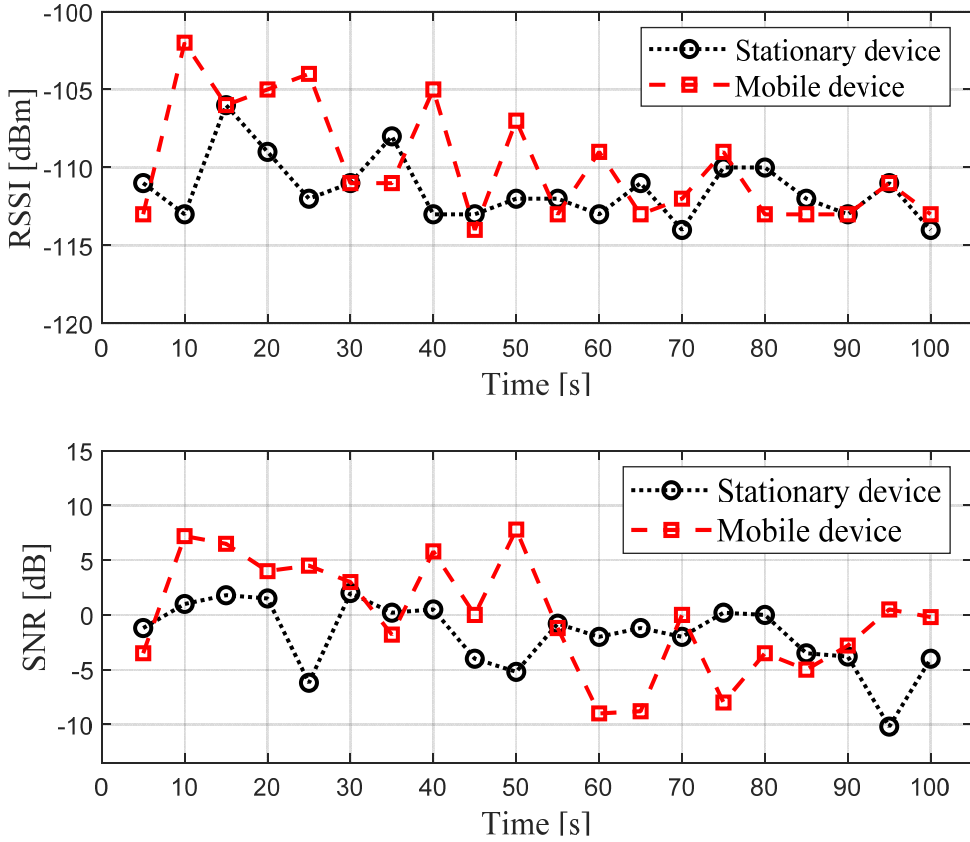 -100
-105
-110
-115
-120
RSSI [dBm]
Stationary device
Mobile device
0 10 20 30 40 50 60 70 80 90 100
Time [s]
15
10
5
0
-5
-10
SNR [dB]
Stationary device
Mobile device
0 10 20 30 40 50 60 70 80 90 100
Time [s]